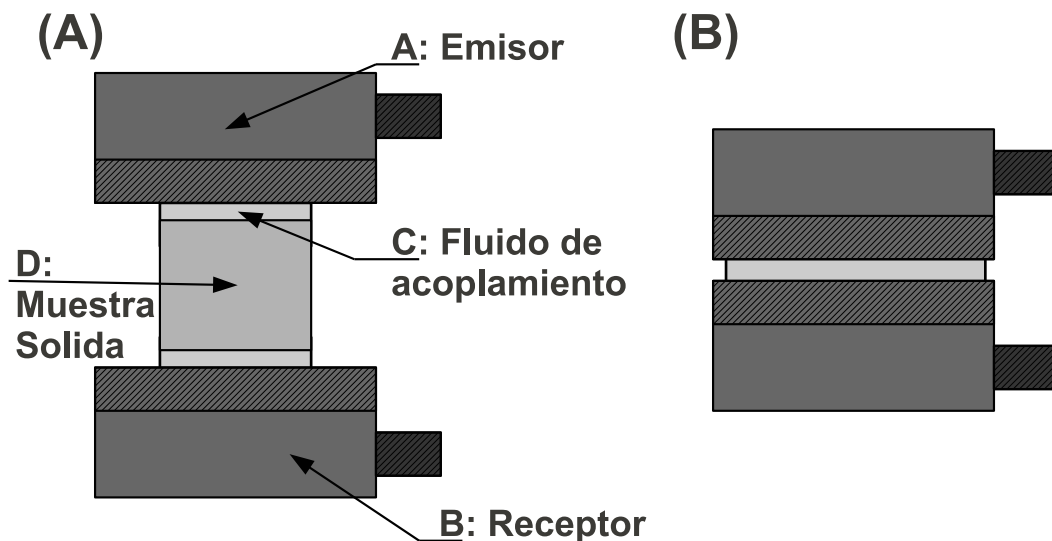 (A)
A: Emisor
(B)
C: Fluido de
acoplamiento
D:
Muestra
Solida
B: Receptor